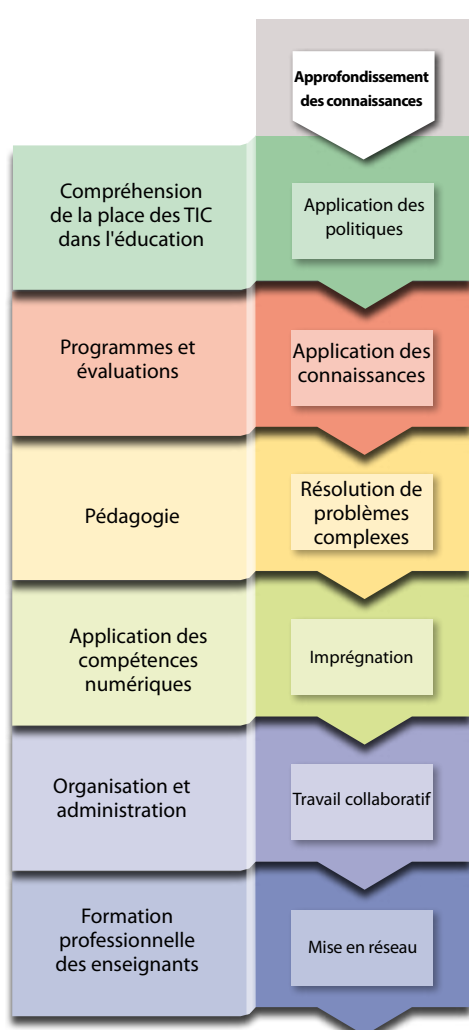 Approfondissement
des connaissances
Compréhension
de la place des TIC
dans l'éducation
Application des
politiques
Programmes et
évaluations
Application des
connaissances
Pédagogie
Résolution de
problèmes
complexes
Application des
compétences
numériques
Imprégnation
Organisation et
administration
Travail collaboratif
Formation
professionnelle
des enseignants
Mise en réseau